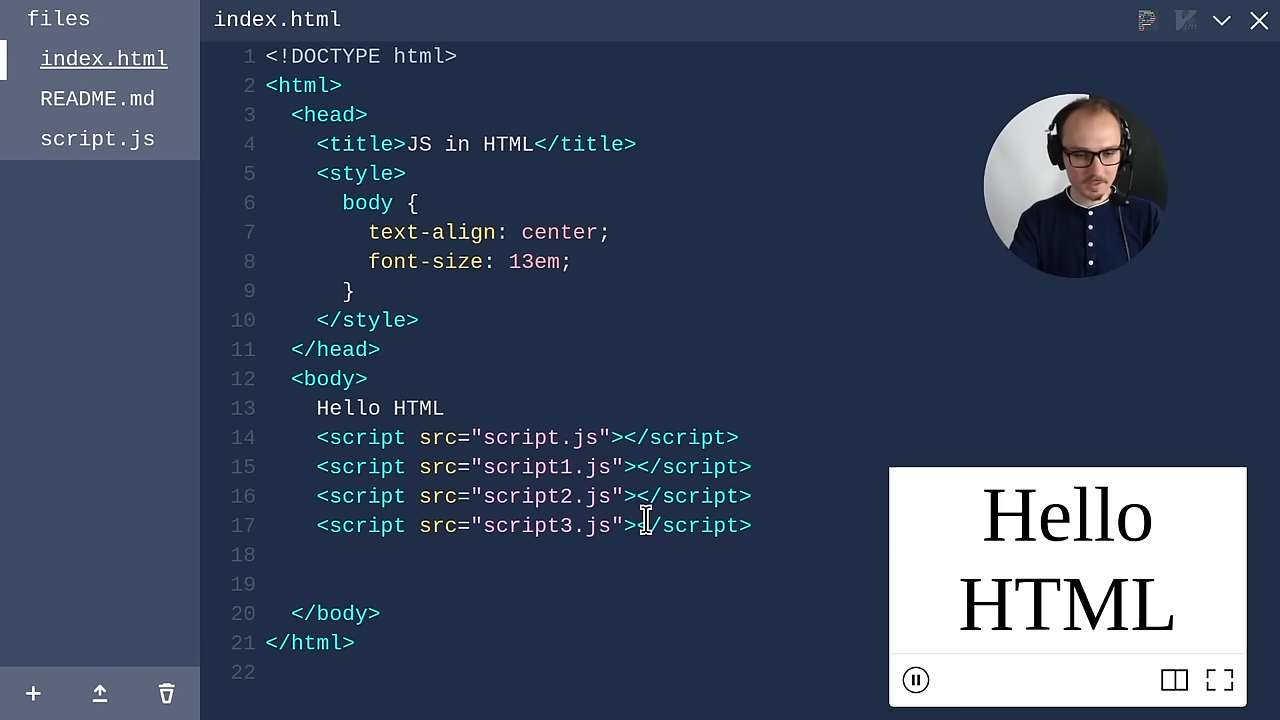 files
index.html
README.md
script.js
index.html
1 <!DOCTYPE html>
2 <html>
3 <head>
4 <title>JS in HTML</title>
5 <style>
6 body {
7 text-align: center;
8 font-size: 13em;
9 }
10 </style>
11 </head>
12 <body>
13 Hello HTML
14 <script src="script.js"></script>
15 <script src="script1.js"></script>
16 <script src="script2.js"></script>
17 <script src="script3.js"></script>
18
19
20 </body>
21 </html>
22
Hello
HTML